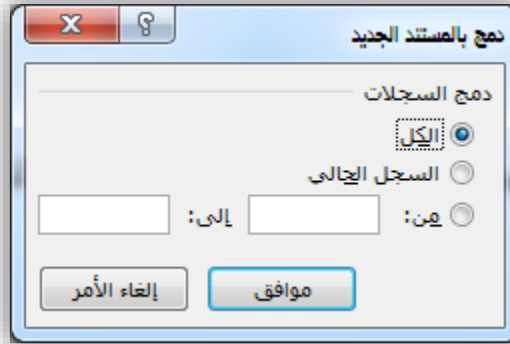 دمج بالمستند الجديد
دمج السجلات
الكل
السجل الحالي
من: إلى:
موافق إلغاء الأمر